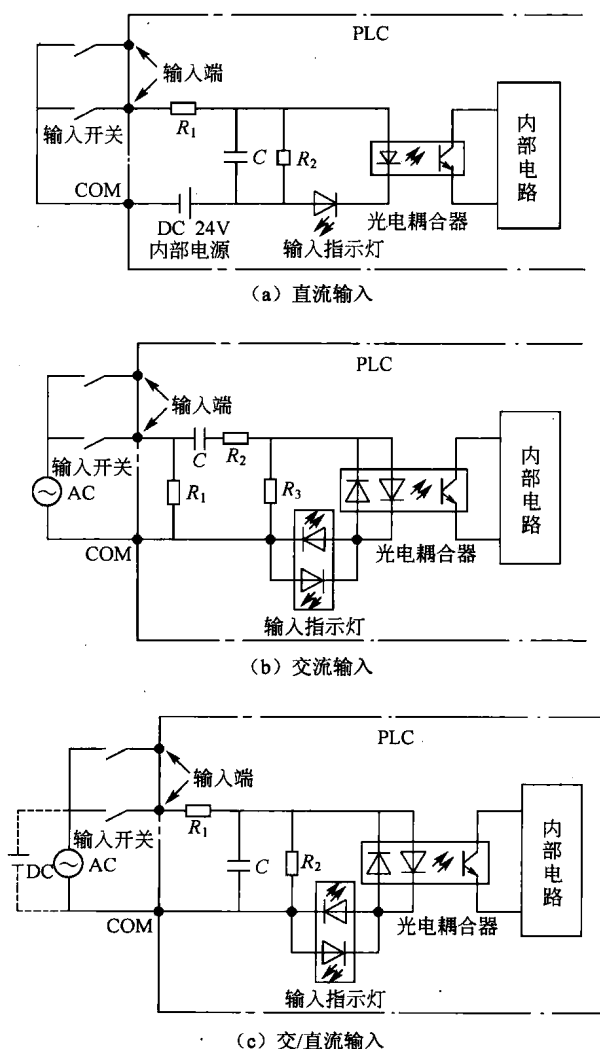 PLC
输入端
输入开关
R1
C
R2
COM
DC 24V
内部电源
输入指示灯
光电耦合器
内部电路
(a) 直流输入
PLC
输入端
输入开关
C
R2
AC
R1
R3
COM
光电耦合器
输入指示灯
内部电路
(b) 交流输入
PLC
输入端
输入开关
R1
DC
AC
C
R2
COM
光电耦合器
输入指示灯
内部电路
(c) 交/直流输入